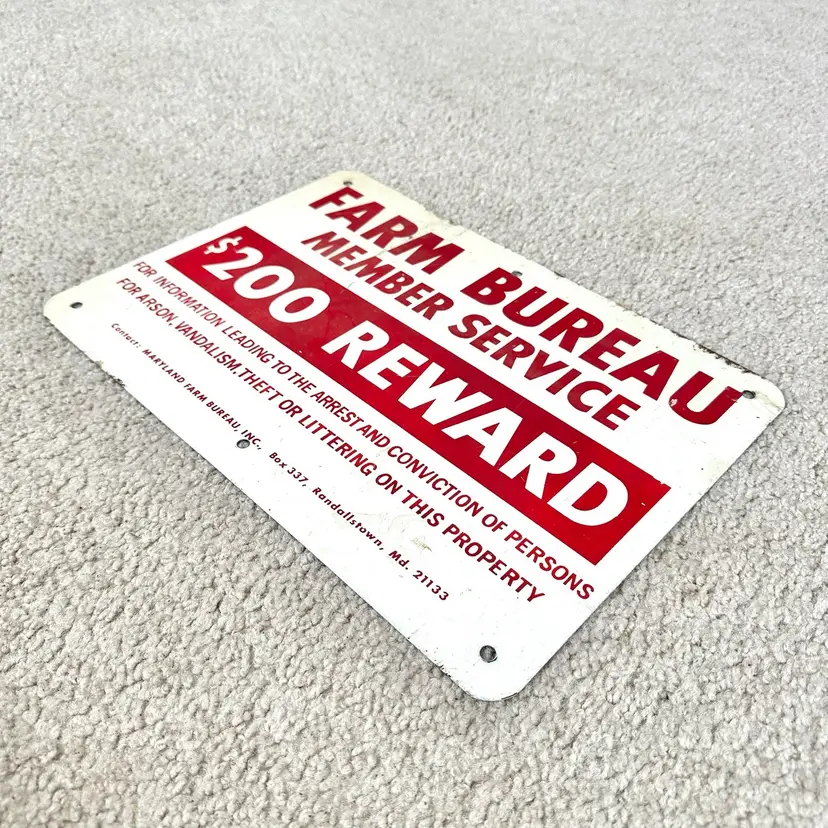 FARM BUREAU
MEMBER SERVICE
$200 REWARD
FOR INFORMATION LEADING TO THE ARREST AND CONVICTION OF PERSONS
FOR ARSON, VANDALISM, THEFT OR LITTERING ON THIS PROPERTY
Contact: MARYLAND FARM BUREAU, INC., Box 337, Randallstown, Md. 21133